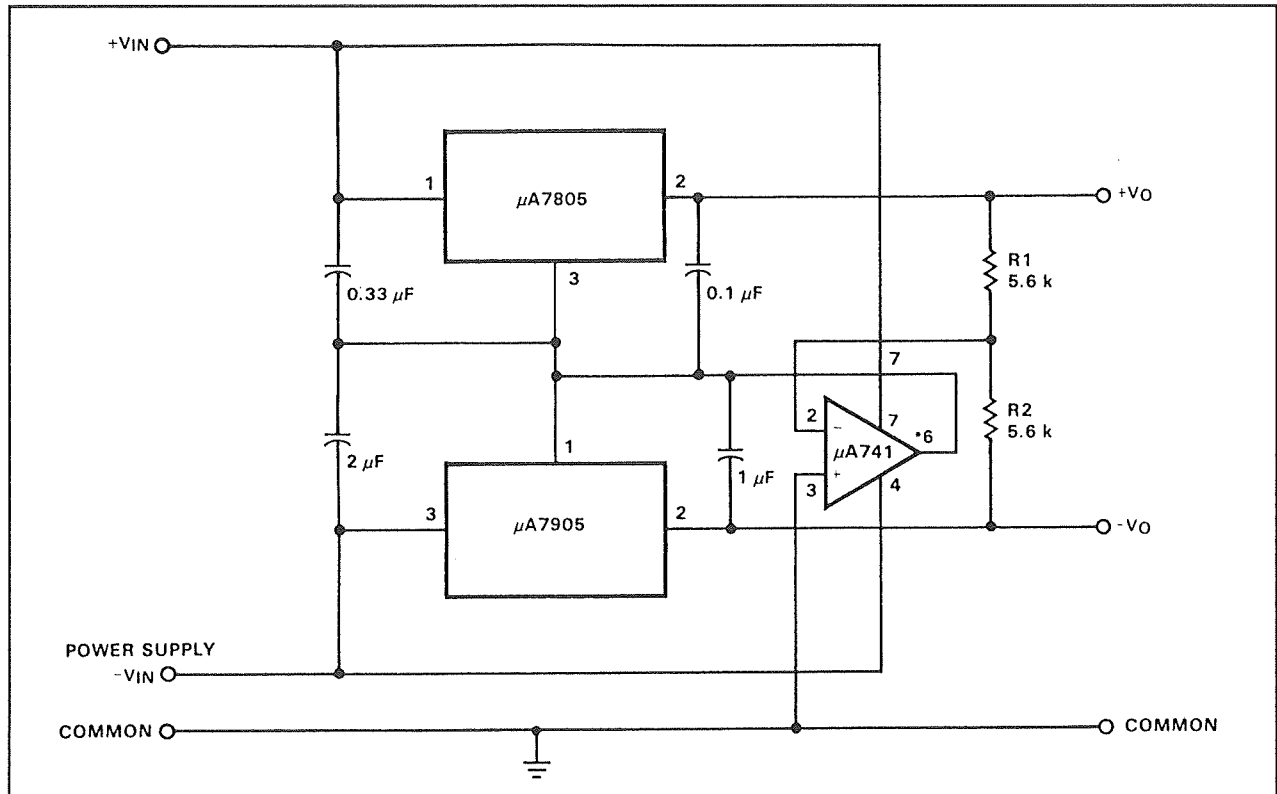 +VIN
1
μA7805
2
+VO
3
0.33 μF
0.1 μF
R1
5.6 k
7
2
−
7
μA741
•6
R2
5.6 k
+
3
4
2 μF
1
1 μF
3
μA7905
2
-VO
POWER SUPPLY
−VIN
COMMON
COMMON